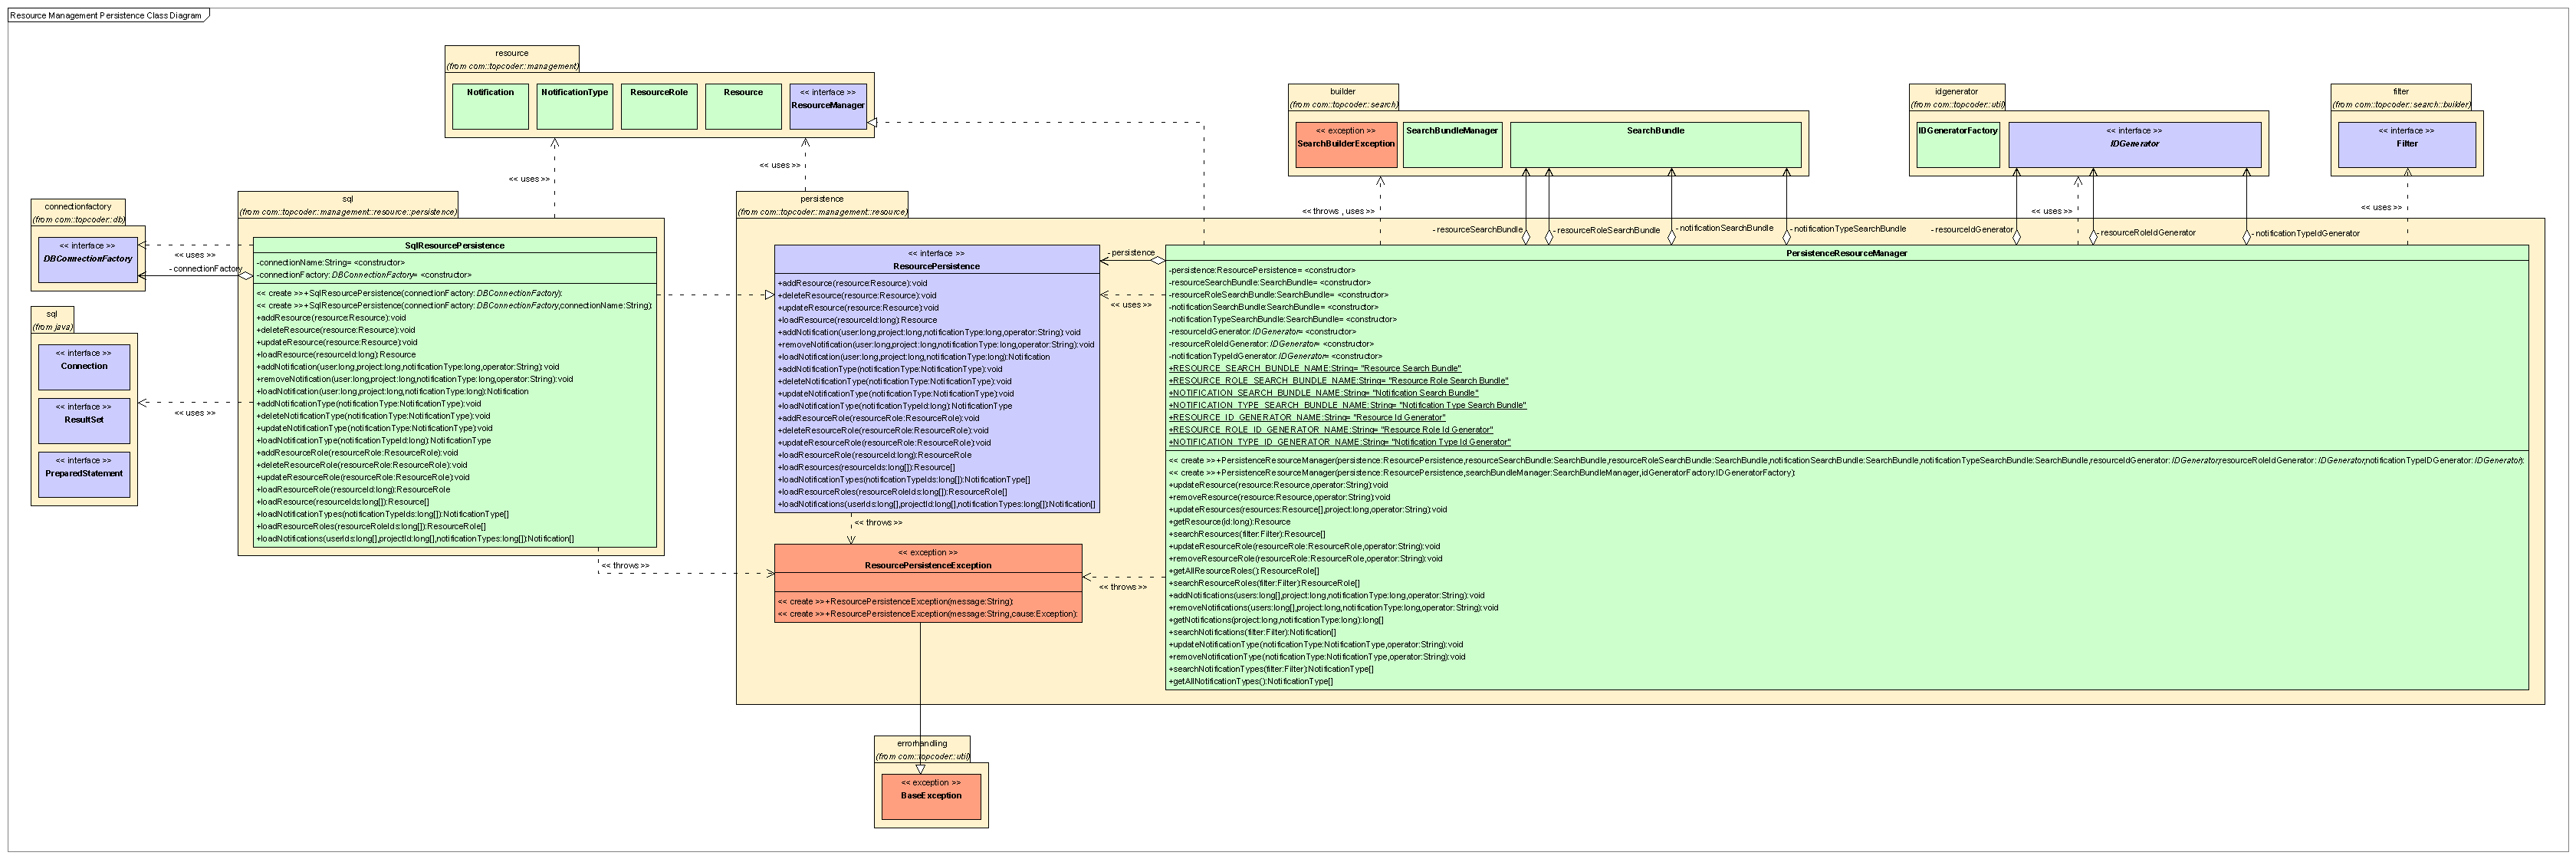 Resource Management Persistence Class Diagram
resource
(from com::topcoder::management)
Notification
NotificationType
ResourceRole
Resource
<< interface >>
ResourceManager
builder
(from com::topcoder::search)
<< exception >>
SearchBuilderException
SearchBundleManager
SearchBundle
idgenerator
(from com::topcoder::util)
IDGeneratorFactory
<< interface >>
IDGenerator
filter
(from com::topcoder::search::builker)
<< interface >>
Filter
<< uses >>
<< uses >>
<< throws , uses >>
<< uses >>
<< uses >>
- resourceSearchBundle
- resourceRoleSearchBundle
- notificationSearchBundle
- notificationTypeSearchBundle
- resourceIdGenerator
- resourceRoleIdGenerator
- notificationTypeIdGenerator
connectionfactory
(from com::topcoder::db)
<< interface >>
DBConnectionFactory
<< uses >>
- connectionFactory
sql
(from java)
<< interface >>
Connection
<< interface >>
ResultSet
<< interface >>
PreparedStatement
<< uses >>
sql
(from com::topcoder::management::resource::persistence)
SqlResourcePersistence
-connectionName:String= <constructor>
-connectionFactory:DBConnectionFactory= <constructor>
<< create >>+SqlResourcePersistence(connectionFactory:DBConnectionFactory):
<< create >>+SqlResourcePersistence(connectionFactory:DBConnectionFactory,connectionName:String):
+addResource(resource:Resource):void
+deleteResource(resource:Resource):void
+updateResource(resource:Resource):void
+loadResource(resourceId:long):Resource
+addNotification(user:long,project:long,notificationType:long,operator:String):void
+removeNotification(user:long,project:long,notificationType:long,operator:String):void
+loadNotification(user:long,project:long,notificationType:long):Notification
+addNotificationType(notificationType:NotificationType):void
+deleteNotificationType(notificationType:NotificationType):void
+updateNotificationType(notificationType:NotificationType):void
+loadNotificationType(notificationTypeId:long):NotificationType
+addResourceRole(resourceRole:ResourceRole):void
+deleteResourceRole(resourceRole:ResourceRole):void
+updateResourceRole(resourceRole:ResourceRole):void
+loadResourceRole(resourceId:long):ResourceRole
+loadResource(resourceIds:long[]):Resource[]
+loadNotificationTypes(notificationTypeIds:long[]):NotificationType[]
+loadResourceRoles(resourceRoleIds:long[]):ResourceRole[]
+loadNotifications(userIds:long[],projectId:long[],notificationTypes:long[]):Notification[]
<< throws >>
persistence
(from com::topcoder::management::resource)
<< interface >>
ResourcePersistence
+addResource(resource:Resource):void
+deleteResource(resource:Resource):void
+updateResource(resource:Resource):void
+loadResource(resourceId:long):Resource
+addNotification(user:long,project:long,notificationType:long,operator:String):void
+removeNotification(user:long,project:long,notificationType:long,operator:String):void
+loadNotification(user:long,project:long,notificationType:long):Notification
+addNotificationType(notificationType:NotificationType):void
+deleteNotificationType(notificationType:NotificationType):void
+updateNotificationType(notificationType:NotificationType):void
+loadNotificationType(notificationTypeId:long):NotificationType
+addResourceRole(resourceRole:ResourceRole):void
+deleteResourceRole(resourceRole:ResourceRole):void
+updateResourceRole(resourceRole:ResourceRole):void
+loadResourceRole(resourceId:long):ResourceRole
+loadResources(resourceIds:long[]):Resource[]
+loadNotificationTypes(notificationTypeIds:long[]):NotificationType[]
+loadResourceRoles(resourceRoleIds:long[]):ResourceRole[]
+loadNotifications(userIds:long[],projectId:long[],notificationTypes:long[]):Notification[]
<< throws >>
<< exception >>
ResourcePersistenceException
<< create >>+ResourcePersistenceException(message:String):
<< create >>+ResourcePersistenceException(message:String,cause:Exception):
- persistence
<< uses >>
<< throws >>
PersistenceResourceManager
-persistence:ResourcePersistence= <constructor>
-resourceSearchBundle:SearchBundle= <constructor>
-resourceRoleSearchBundle:SearchBundle= <constructor>
-notificationSearchBundle:SearchBundle= <constructor>
-notificationTypeSearchBundle:SearchBundle= <constructor>
-resourceIdGenerator:IDGenerator= <constructor>
-resourceRoleIdGenerator:IDGenerator= <constructor>
-notificationTypeIdGenerator:IDGenerator= <constructor>
+RESOURCE_SEARCH_BUNDLE_NAME:String= "Resource Search Bundle"
+RESOURCE_ROLE_SEARCH_BUNDLE_NAME:String= "Resource Role Search Bundle"
+NOTIFICATION_SEARCH_BUNDLE_NAME:String= "Notification Search Bundle"
+NOTIFICATION_TYPE_SEARCH_BUNDLE_NAME:String= "Notification Type Search Bundle"
+RESOURCE_ID_GENERATOR_NAME:String= "Resource Id Generator"
+RESOURCE_ROLE_ID_GENERATOR_NAME:String= "Resource Role Id Generator"
+NOTIFICATION_TYPE_ID_GENERATOR_NAME:String= "Notification Type Id Generator"
<< create >>+PersistenceResourceManager(persistence:ResourcePersistence,resourceSearchBundle:SearchBundle,resourceRoleSearchBundle:SearchBundle,notificationSearchBundle:SearchBundle,notificationTypeSearchBundle:SearchBundle,resourceIdGenerator:IDGenerator,resourceRoleIdGenerator:IDGenerator,notificationTypeIDGenerator:IDGenerator):
<< create >>+PersistenceResourceManager(persistence:ResourcePersistence,searchBundleManager:SearchBundleManager,idGeneratorFactory:IDGeneratorFactory):
+updateResource(resource:Resource,operator:String):void
+removeResource(resource:Resource,operator:String):void
+updateResources(resources:Resource[],project:long,operator:String):void
+getResource(id:long):Resource
+searchResources(filter:Filter):Resource[]
+updateResourceRole(resourceRole:ResourceRole,operator:String):void
+removeResourceRole(resourceRole:ResourceRole,operator:String):void
+getAllResourceRoles():ResourceRole[]
+searchResourceRoles(filter:Filter):ResourceRole[]
+addNotifications(users:long[],project:long,notificationType:long,operator:String):void
+removeNotifications(users:long[],project:long,notificationType:long,operator:String):void
+getNotifications(project:long,notificationType:long):long[]
+searchNotifications(filter:Filter):Notification[]
+updateNotificationType(notificationType:NotificationType,operator:String):void
+removeNotificationType(notificationType:NotificationType,operator:String):void
+searchNotificationTypes(filter:Filter):NotificationType[]
+getAllNotificationTypes():NotificationType[]
errorhandling
(from com::topcoder::util)
<< exception >>
BaseException